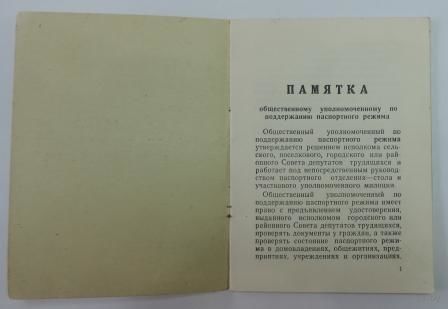 ПАМЯТКА
общественному уполномоченному по
поддержанию паспортного режима
Общественный уполномоченный по
поддержанию паспортного режима
утверждается решением исполкома сель-
ского, поселкового, городского или рай-
онного Совета депутатов трудящихся и
работает под непосредственным руковод-
ством паспортного отделения—стола и
участкового уполномоченного милиции.
Общественный уполномоченный по
поддержанию паспортного режима имеет
право с предъявлением удостоверения,
выданного исполкомом городского или
районного Совета депутатов трудящихся,
проверять документы у граждан, а также
проверять состояние паспортного режи-
ма в домовладениях, общежитиях, пред-
приятиях, учреждениях и организациях,
1